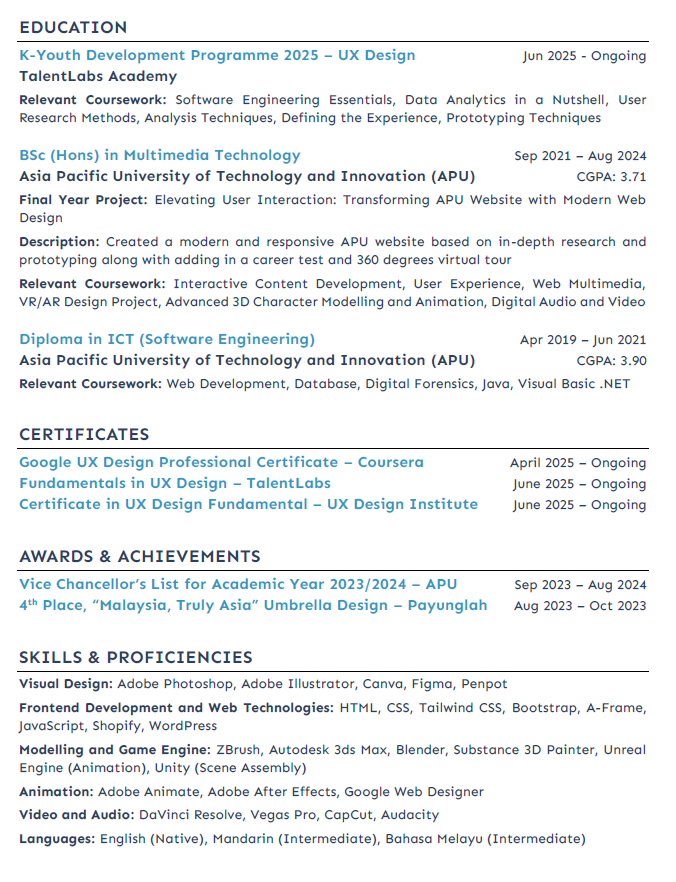 EDUCATION
K-Youth Development Programme 2025 – UX Design Jun 2025 - Ongoing
TalentLabs Academy
Relevant Coursework: Software Engineering Essentials, Data Analytics in a Nutshell, User
Research Methods, Analysis Techniques, Defining the Experience, Prototyping Techniques
BSc (Hons) in Multimedia Technology Sep 2021 – Aug 2024
Asia Pacific University of Technology and Innovation (APU) CGPA: 3.71
Final Year Project: Elevating User Interaction: Transforming APU Website with Modern Web
Design
Description: Created a modern and responsive APU website based on in-depth research and
prototyping along with adding in a career test and 360 degrees virtual tour
Relevant Coursework: Interactive Content Development, User Experience, Web Multimedia,
VR/AR Design Project, Advanced 3D Character Modelling and Animation, Digital Audio and Video
Diploma in ICT (Software Engineering) Apr 2019 – Jun 2021
Asia Pacific University of Technology and Innovation (APU) CGPA: 3.90
Relevant Coursework: Web Development, Database, Digital Forensics, Java, Visual Basic .NET
CERTIFICATES
Google UX Design Professional Certificate – Coursera April 2025 – Ongoing
Fundamentals in UX Design – TalentLabs June 2025 – Ongoing
Certificate in UX Design Fundamental – UX Design Institute June 2025 – Ongoing
AWARDS & ACHIEVEMENTS
Vice Chancellor’s List for Academic Year 2023/2024 – APU Sep 2023 – Aug 2024
4th Place, “Malaysia, Truly Asia” Umbrella Design – Payunglah Aug 2023 – Oct 2023
SKILLS & PROFICIENCIES
Visual Design: Adobe Photoshop, Adobe Illustrator, Canva, Figma, Penpot
Frontend Development and Web Technologies: HTML, CSS, Tailwind CSS, Bootstrap, A-Frame,
JavaScript, Shopify, WordPress
Modelling and Game Engine: ZBrush, Autodesk 3ds Max, Blender, Substance 3D Painter, Unreal
Engine (Animation), Unity (Scene Assembly)
Animation: Adobe Animate, Adobe After Effects, Google Web Designer
Video and Audio: DaVinci Resolve, Vegas Pro, CapCut, Audacity
Languages: English (Native), Mandarin (Intermediate), Bahasa Melayu (Intermediate)